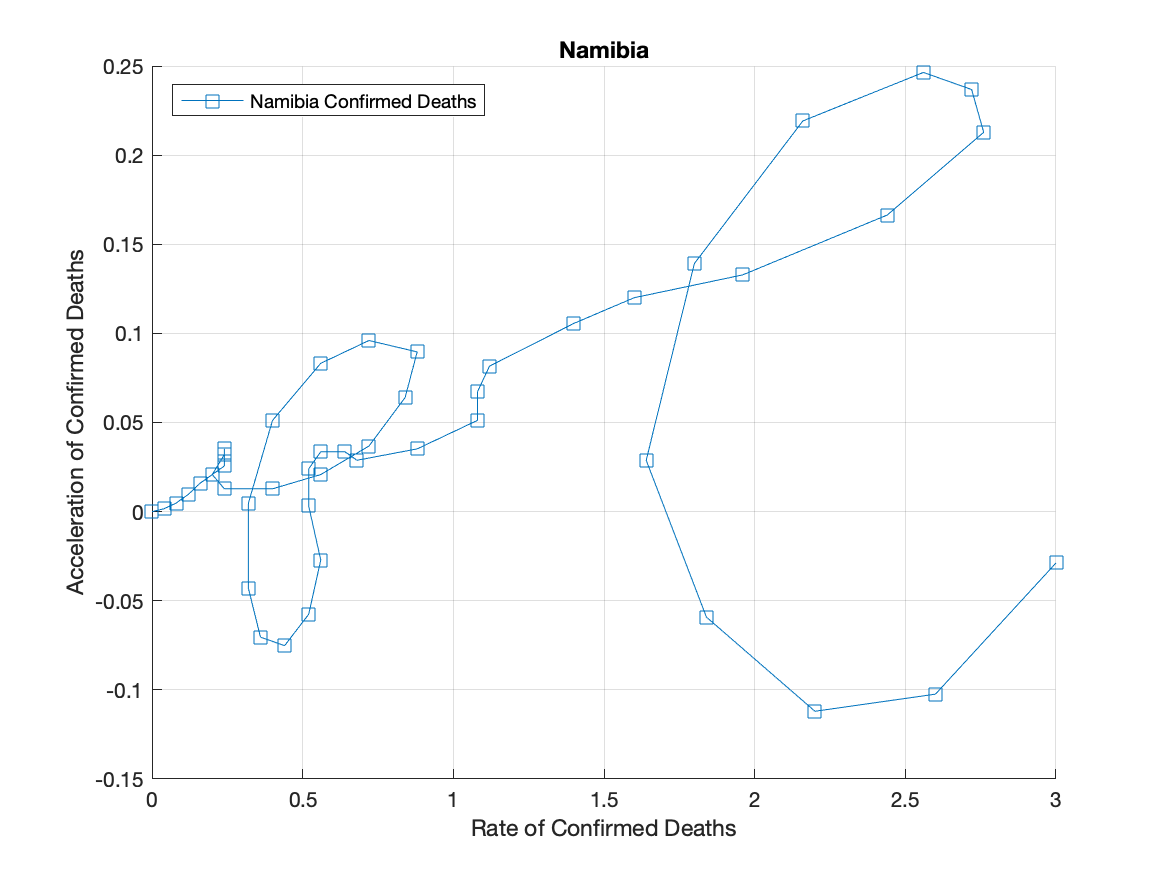 Namibia
Namibia Confirmed Deaths
0.25
0.2
0.15
0.1
0.05
0
-0.05
-0.1
-0.15
Acceleration of Confirmed Deaths
0 0.5 1 1.5 2 2.5 3
Rate of Confirmed Deaths